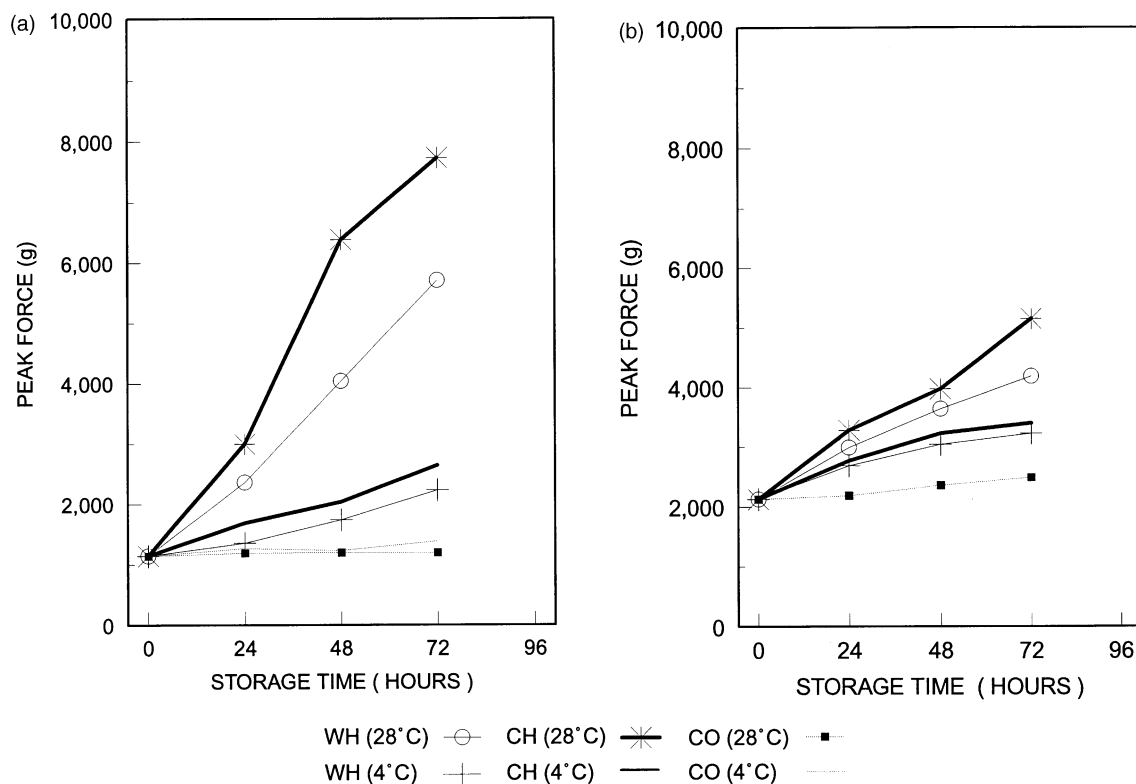 (a)
10,000
8,000
6,000
4,000
2,000
0
PEAK FORCE (g)
0 24 48 72 96
STORAGE TIME ( HOURS )
(b)
10,000
8,000
6,000
4,000
2,000
0
PEAK FORCE (g)
0 24 48 72 96
STORAGE TIME ( HOURS )
WH (28˚C) CH (28˚C) CO (28˚C)
WH (4˚C) CH (4˚C) CO (4˚C)